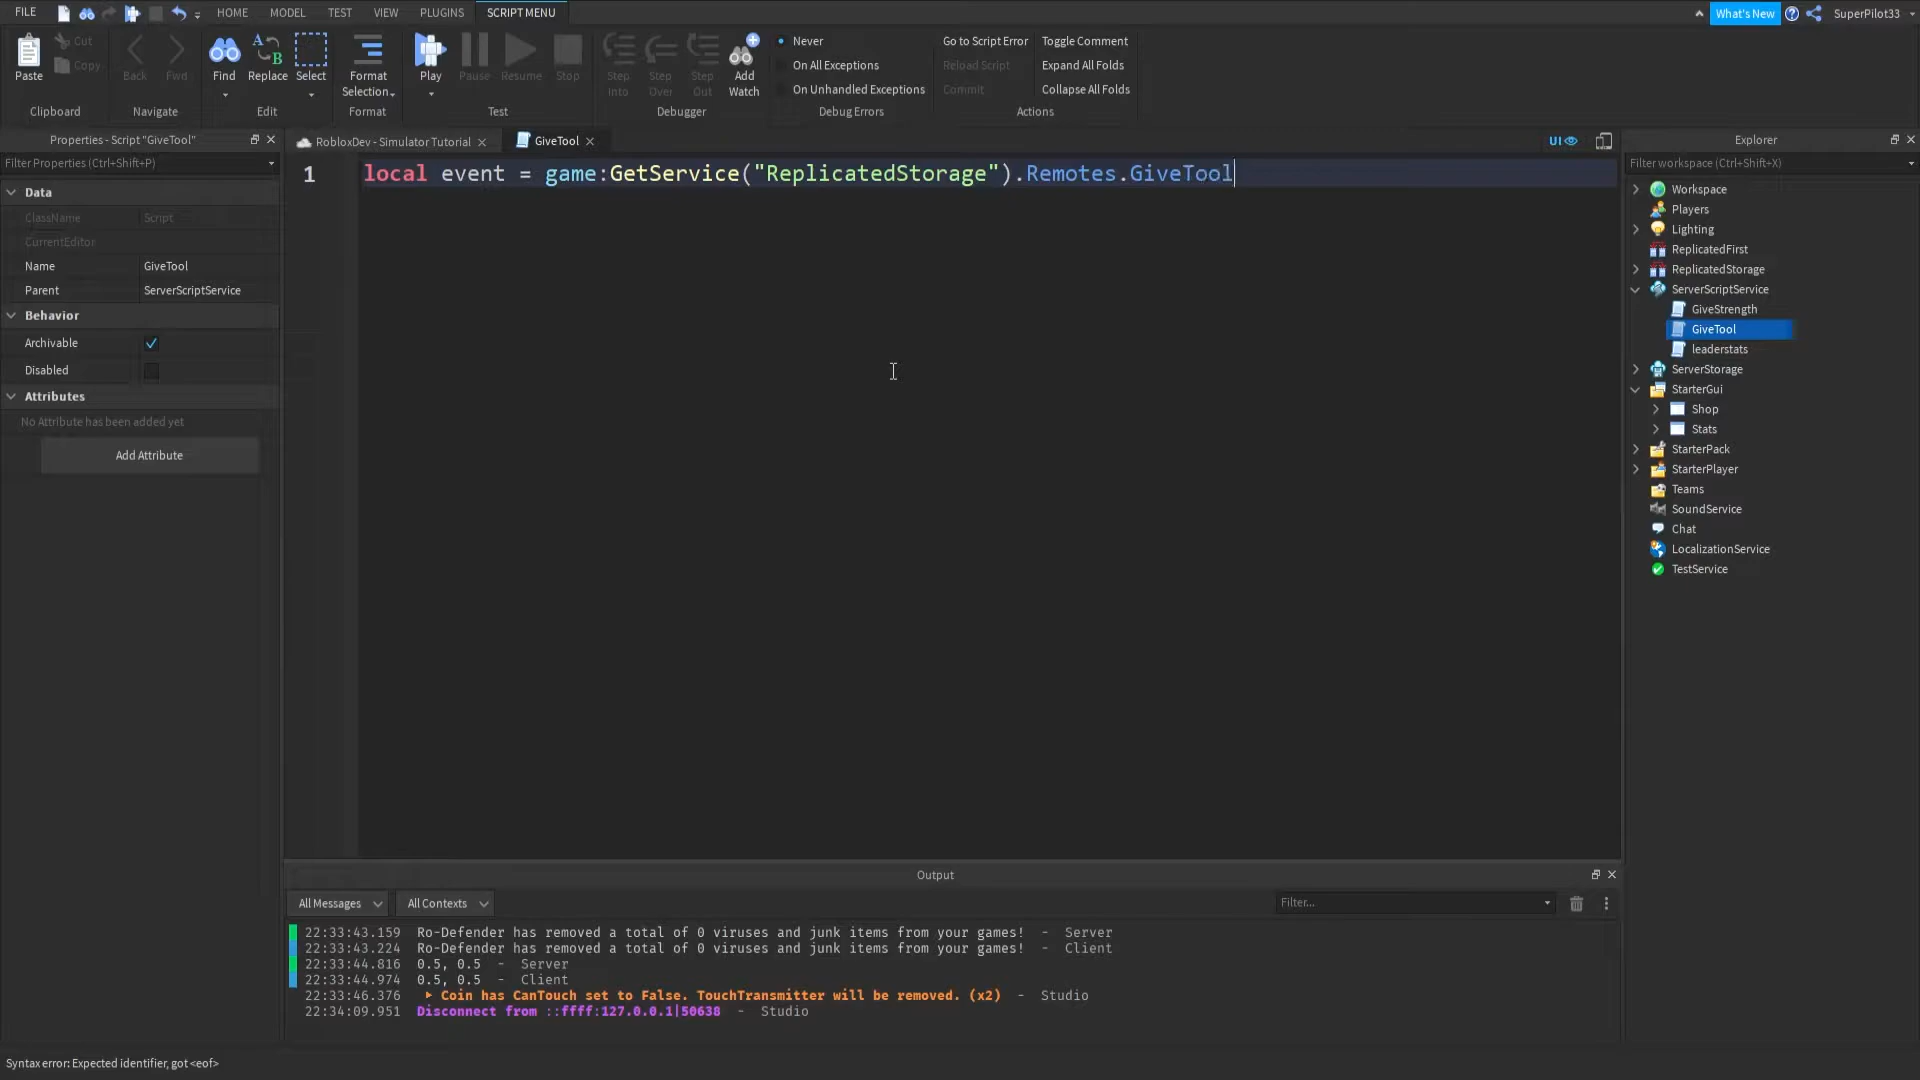 FILE HOME MODEL TEST VIEW PLUGINS SCRIPT MENU What's New SuperPilot33
Paste Cut Copy Back Fwd Find Replace Select Format Selection Play Pause Resume Stop Step Into Step Over Step Out Add Watch
Never Go to Script Error Toggle Comment
On All Exceptions Reload Script Expand All Folds
On Unhandled Exceptions Commit Collapse All Folds
Clipboard Navigate Edit Format Test Debugger Debug Errors Actions
Properties - Script "GiveTool"
Filter Properties (Ctrl+Shift+P)
Data
ClassName Script
CurrentEditor
Name GiveTool
Parent ServerScriptService
Behavior
Archivable
Disabled
Attributes
No Attribute has been added yet
Add Attribute
RobloxDev - Simulator Tutorial GiveTool UI
1 local event = game:GetService("ReplicatedStorage").Remotes.GiveTool
Explorer
Filter workspace (Ctrl+Shift+X)
Workspace
Players
Lighting
ReplicatedFirst
ReplicatedStorage
ServerScriptService
GiveStrength
GiveTool
leaderstats
ServerStorage
StarterGui
Shop
Stats
StarterPack
StarterPlayer
Teams
SoundService
Chat
LocalizationService
TestService
Output
All Messages All Contexts Filter...
22:33:43.159 Ro-Defender has removed a total of 0 viruses and junk items from your games! - Server
22:33:43.224 Ro-Defender has removed a total of 0 viruses and junk items from your games! - Client
22:33:44.816 0.5, 0.5 - Server
22:33:44.974 0.5, 0.5 - Client
22:33:46.376 Coin has CanTouch set to False. TouchTransmitter will be removed. (x2) - Studio
22:34:09.951 Disconnect from ::ffff:127.0.0.1|50638 - Studio
Syntax error: Expected identifier, got <eof>